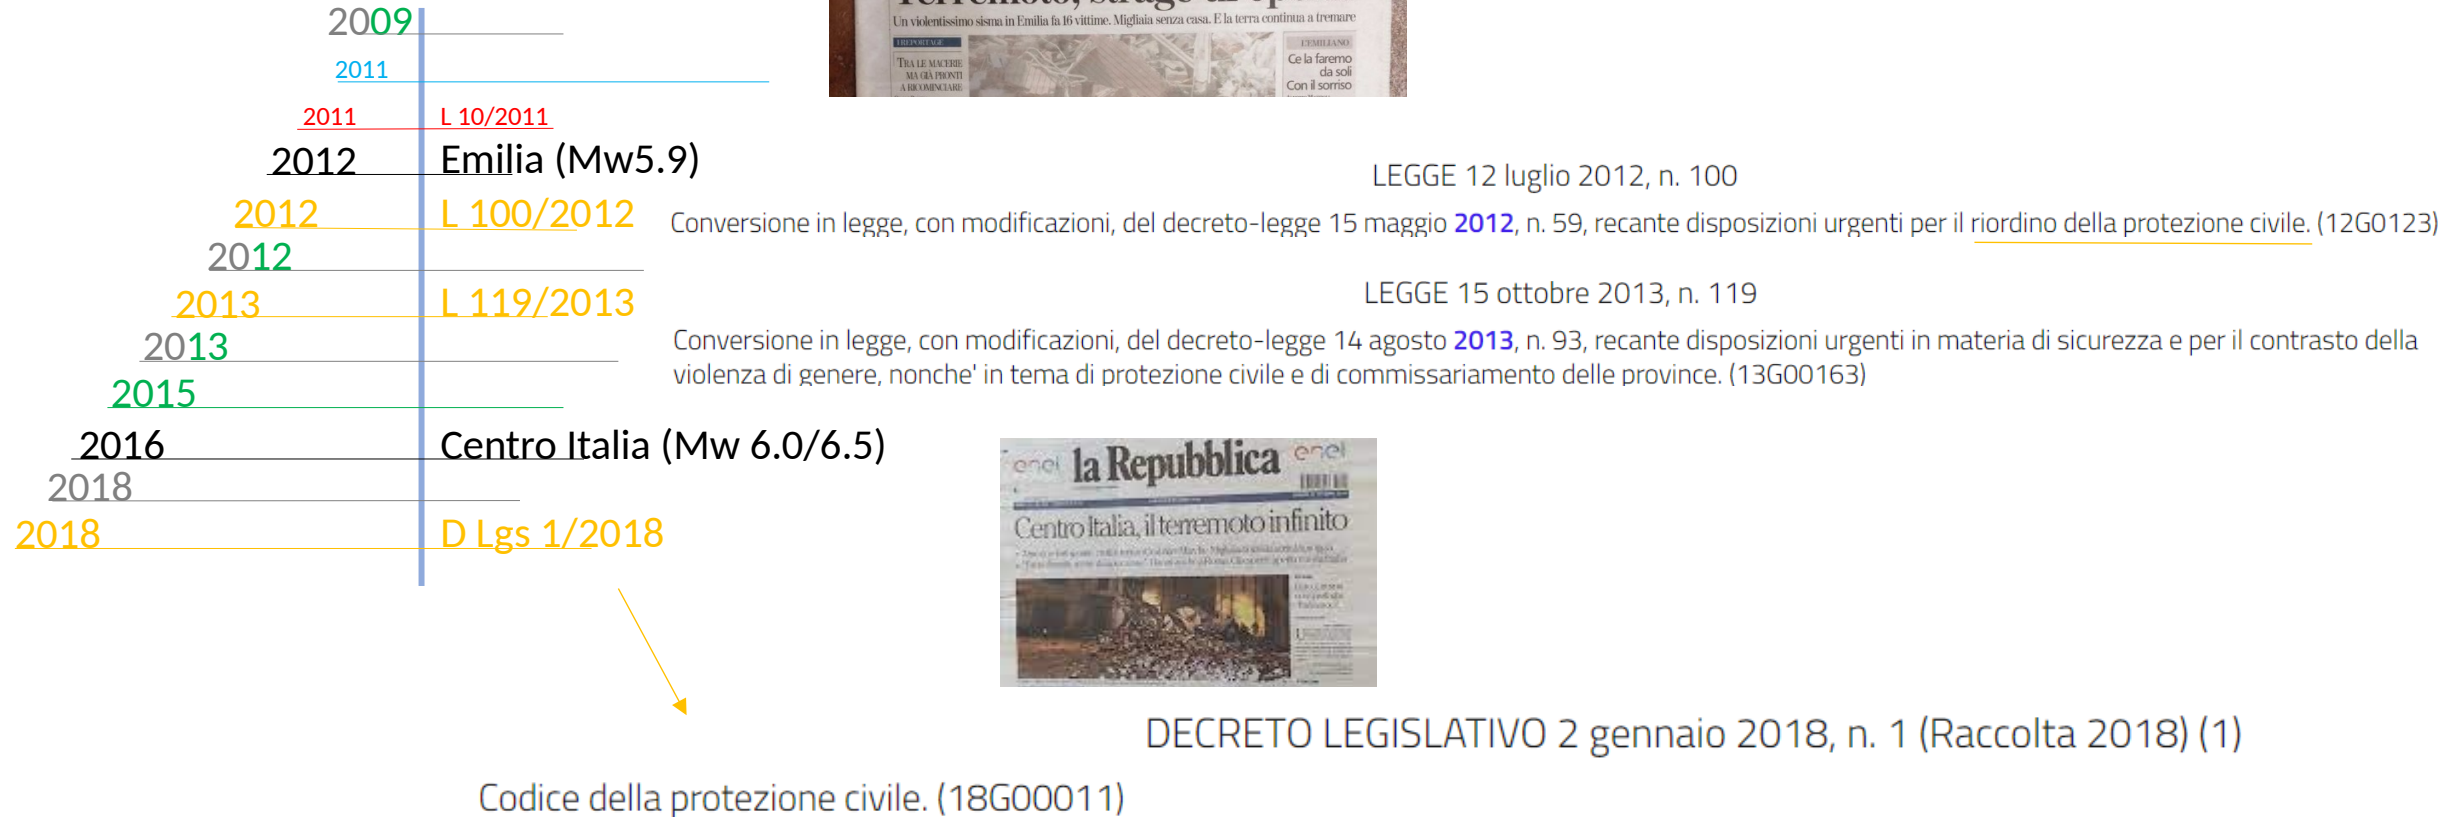 2009
Un violentissimo sisma in Emilia fa 16 vittime. Migliaia senza casa. E la terra continua a tremare
I REPORTAGE
L'EMILIANO
TRA LE MACERIE
MA GIÀ PRONTI
A RICOMINCIARE
Ce la faremo
da soli
Con il sorriso
2011
2011 L 10/2011
2012 Emilia (Mw5.9)
LEGGE 12 luglio 2012, n. 100
2012 L 100/2012
Conversione in legge, con modificazioni, del decreto-legge 15 maggio 2012, n. 59, recante disposizioni urgenti per il riordino della protezione civile. (12G0123)
2012
LEGGE 15 ottobre 2013, n. 119
2013 L 119/2013
Conversione in legge, con modificazioni, del decreto-legge 14 agosto 2013, n. 93, recante disposizioni urgenti in materia di sicurezza e per il contrasto della
violenza di genere, nonche' in tema di protezione civile e di commissariamento delle province. (13G00163)
2013
2015
2016 Centro Italia (Mw 6.0/6.5)
enel la Repubblica enel
2018
Centro Italia, il terremoto infinito
2018 D Lgs 1/2018
DECRETO LEGISLATIVO 2 gennaio 2018, n. 1 (Raccolta 2018) (1)
Codice della protezione civile. (18G00011)